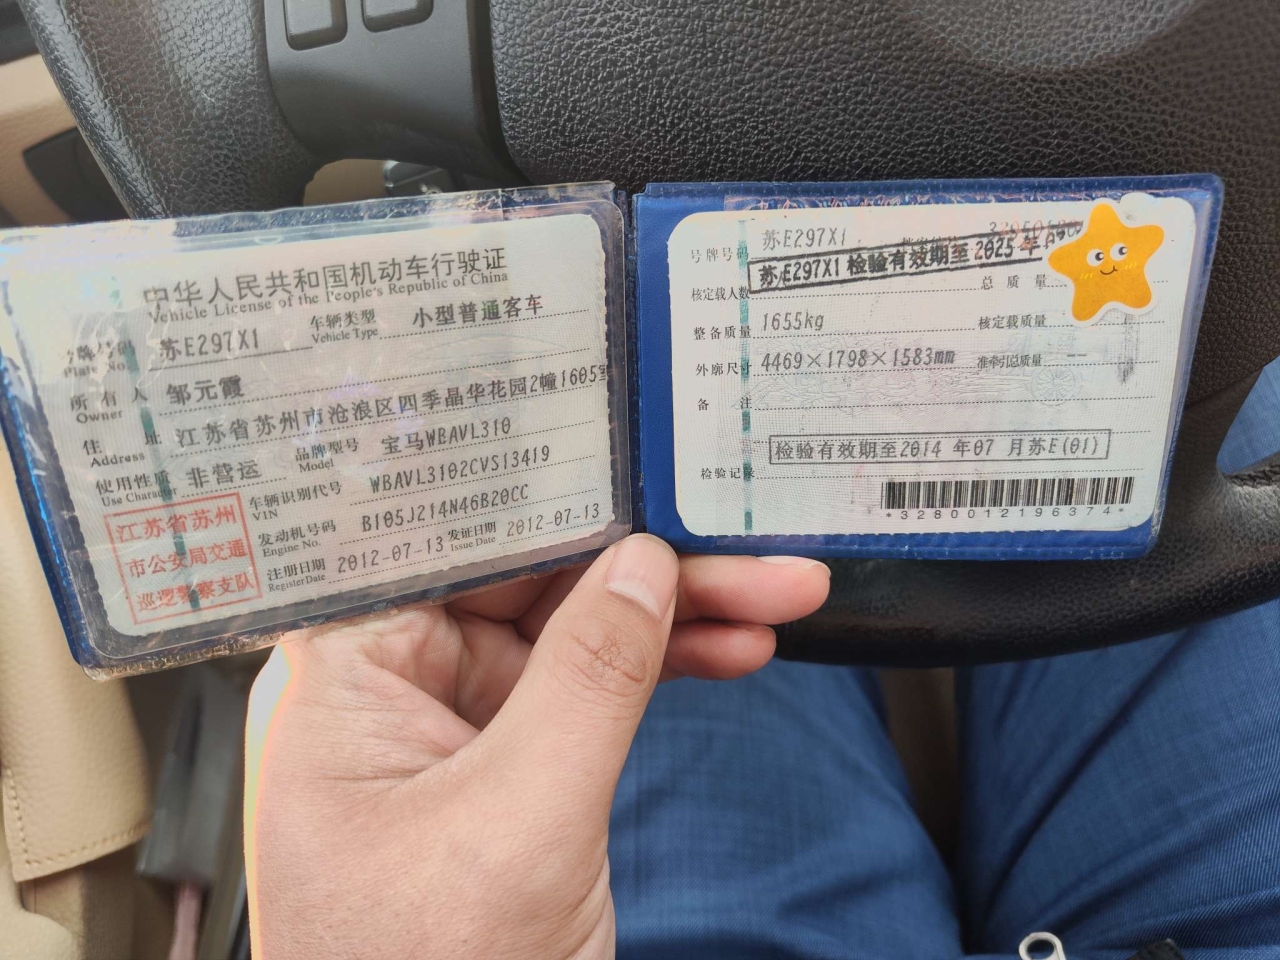 中华人民共和国机动车行驶证
Vehicle License of the People's Republic of China
号牌号码 苏E297X1 车辆类型 小型普通客车
Plate No. Vehicle Type
所有人 邹元霞
Owner
住址 江苏省苏州市沧浪区四季晶华花园2幢1605室
Address
使用性质 非营运 品牌型号 宝马WBAVL310
Use Character Model
江苏省苏州
市公安局交通
巡逻警察支队
车辆识别代号 WBAVL3102CVS13419
VIN
发动机号码 B105J214N46B20CC
Engine No.
注册日期 2012-07-13 发证日期 2012-07-13
Register Date Issue Date
号牌号码 苏E297X1
苏E297X1 检验有效期至2025年
核定载人数 总质量
整备质量 1655kg 核定载质量
外廓尺寸 4469×1798×1583mm 准牵引总质量 --
备注
检验有效期至2014 年07 月苏E(01)
检验记录
*3280012196374*